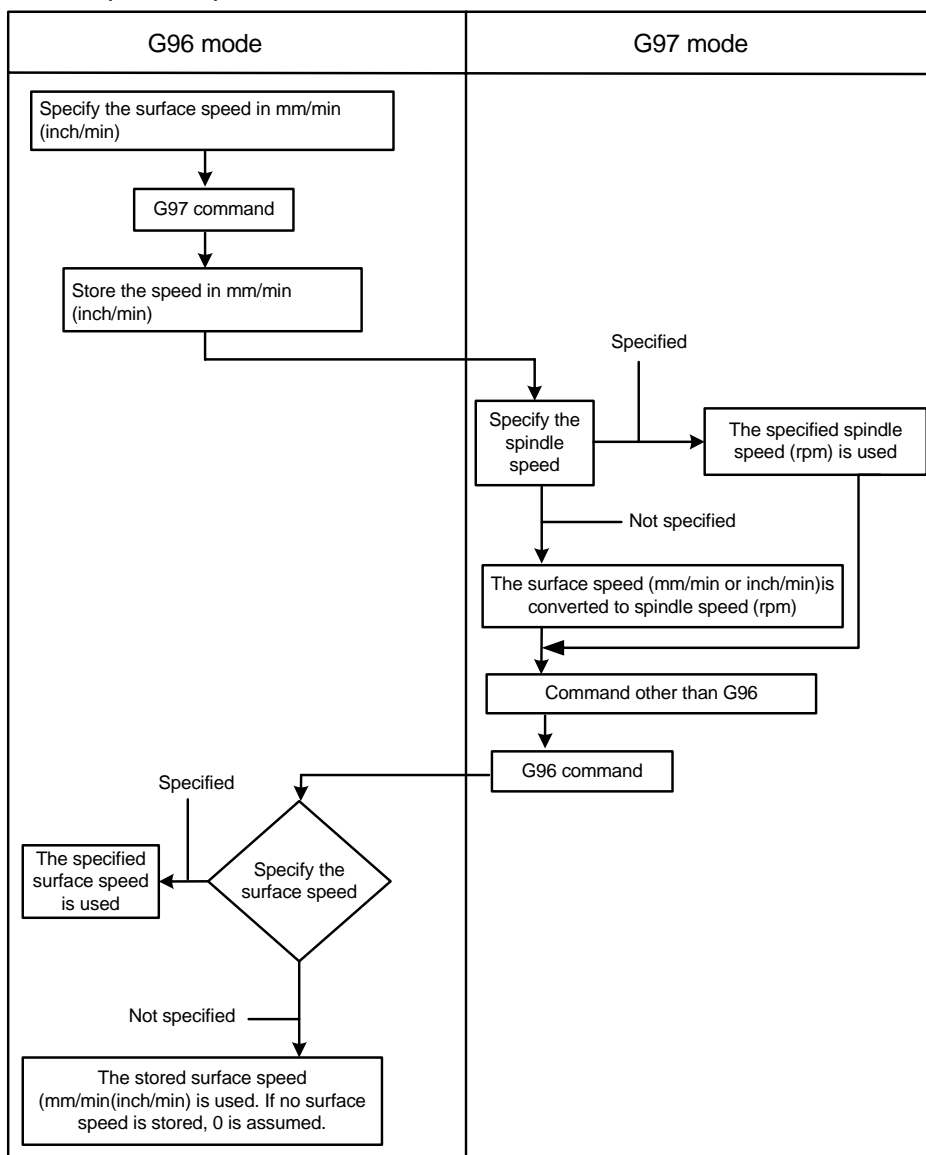 G96 mode
G97 mode
Specify the surface speed in mm/min
(inch/min)
G97 command
Store the speed in mm/min
(inch/min)
Specified
Specify the
spindle
speed
The specified spindle
speed (rpm) is used
Not specified
The surface speed (mm/min or inch/min)is
converted to spindle speed (rpm)
Command other than G96
G96 command
Specified
The specified
surface speed
is used
Specify the
surface speed
Not specified
The stored surface speed
(mm/min(inch/min) is used. If no surface
speed is stored, 0 is assumed.